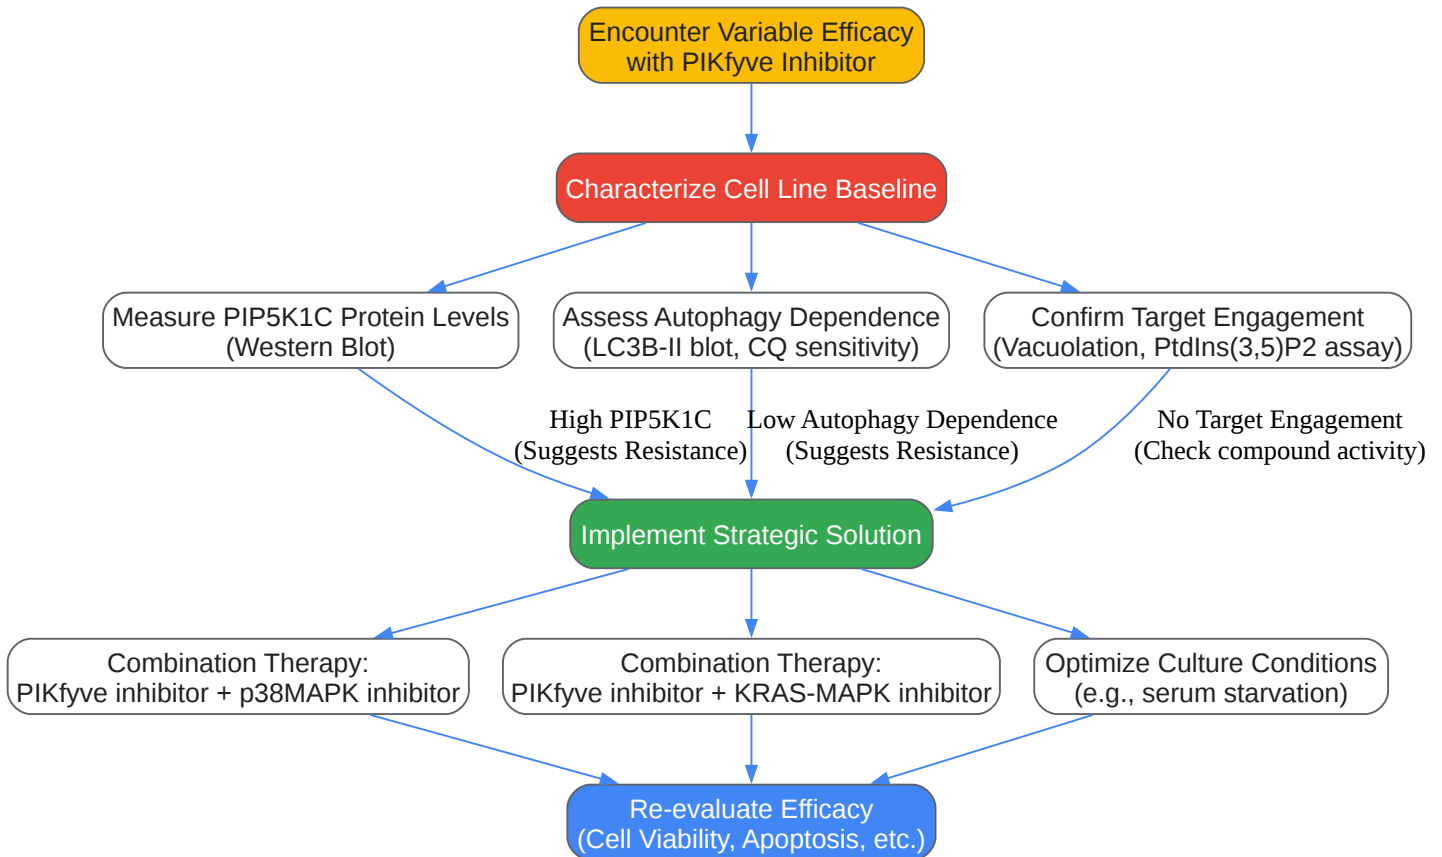 Encounter Variable Efficacy
with PIKfyve Inhibitor
Characterize Cell Line Baseline
Measure PIP5K1C Protein Levels
(Western Blot)
Assess Autophagy Dependence
(LC3B-II blot, CQ sensitivity)
Confirm Target Engagement
(Vacuolation, PtdIns(3,5)P2 assay)
High PIP5K1C
(Suggests Resistance)
Low Autophagy Dependence
(Suggests Resistance)
No Target Engagement
(Check compound activity)
Implement Strategic Solution
Combination Therapy:
PIKfyve inhibitor + p38MAPK inhibitor
Combination Therapy:
PIKfyve inhibitor + KRAS-MAPK inhibitor
Optimize Culture Conditions
(e.g., serum starvation)
Re-evaluate Efficacy
(Cell Viability, Apoptosis, etc.)